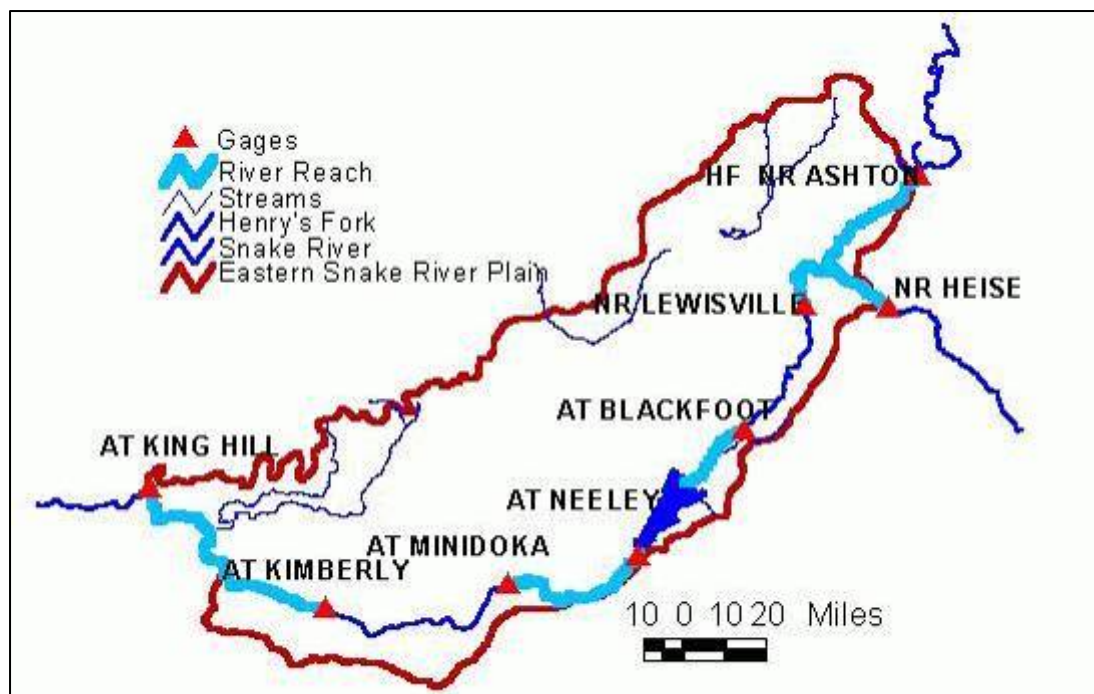 Gages
River Reach
Streams
Henry's Fork
Snake River
Eastern Snake River Plain
HF NR ASHTON
NR LEWISVILLE
NR HEISE
AT BLACKFOOT
AT KING HILL
AT NEELEY
AT MINIDOKA
AT KIMBERLY
10 0 10 20 Miles